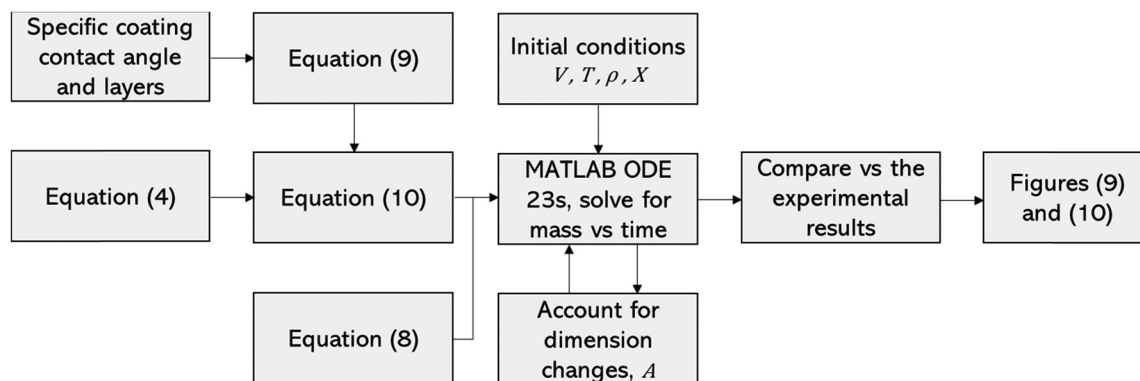 Specific coating
contact angle
and layers
Equation (9)
Initial conditions
V, T, ρ, X
Equation (4)
Equation (10)
MATLAB ODE
23s, solve for
mass vs time
Compare vs the
experimental
results
Figures (9)
and (10)
Equation (8)
Account for
dimension
changes, A